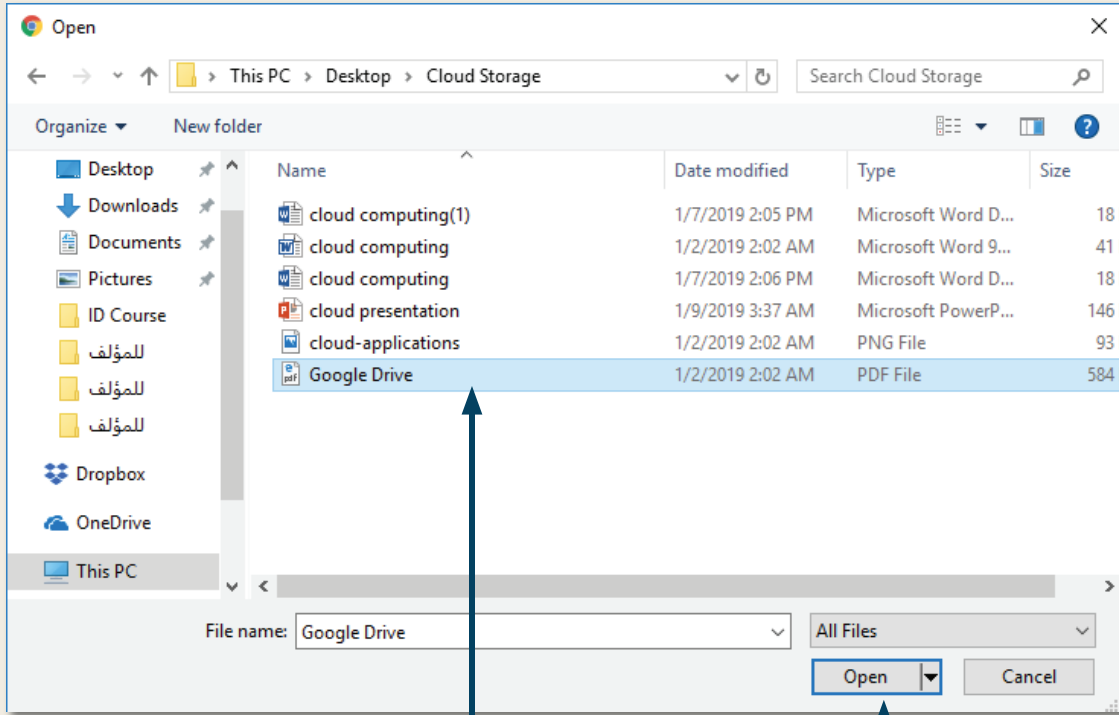 Open
This PC > Desktop > Cloud Storage
Search Cloud Storage
Organize
New folder
Desktop
Downloads
Documents
Pictures
ID Course
للمؤلف
للمؤلف
للمؤلف
Dropbox
OneDrive
This PC
Name Date modified Type Size
cloud computing(1) 1/7/2019 2:05 PM Microsoft Word D... 18
cloud computing 1/2/2019 2:02 AM Microsoft Word 9... 41
cloud computing 1/7/2019 2:06 PM Microsoft Word D... 18
cloud presentation 1/9/2019 3:37 AM Microsoft PowerP... 146
cloud-applications 1/2/2019 2:02 AM PNG File 93
Google Drive 1/2/2019 2:02 AM PDF File 584
File name: Google Drive
All Files
Open
Cancel